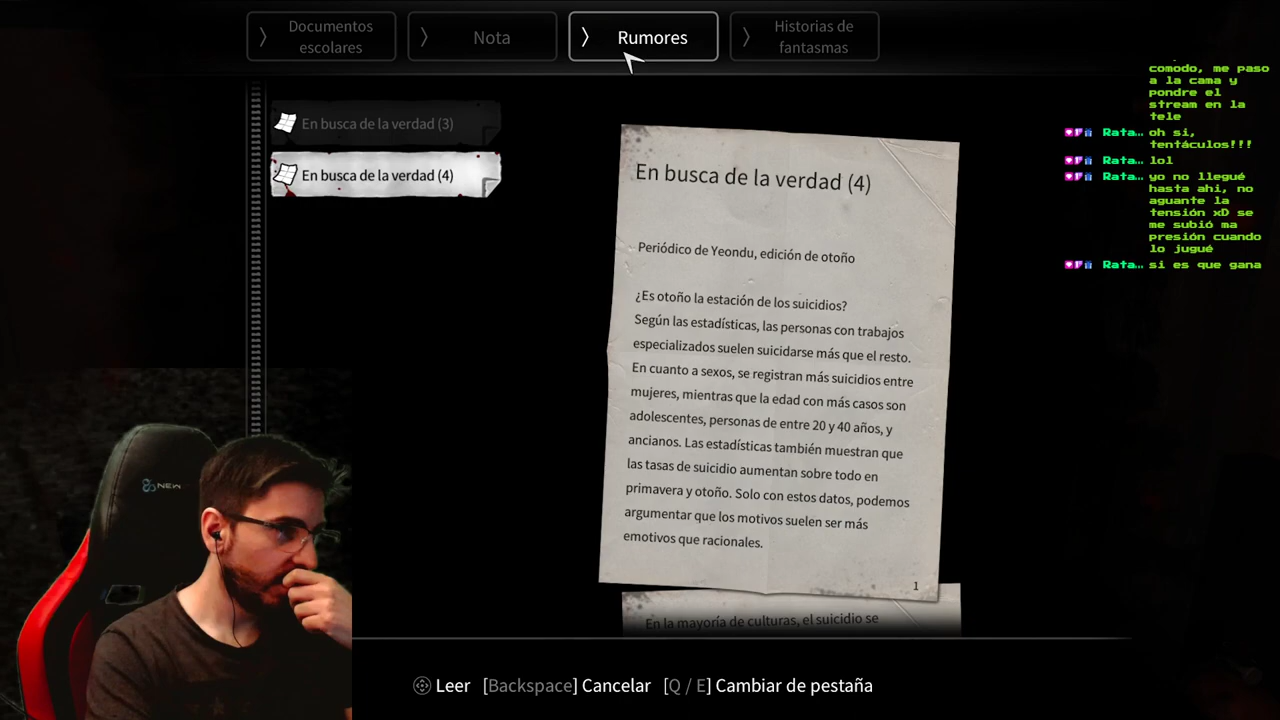 Documentos
escolares
Nota
Rumores
Historias de
fantasmas
En busca de la verdad (3)
En busca de la verdad (4)
En busca de la verdad (4)
Periódico de Yeondu, edición de otoño
¿Es otoño la estación de los suicidios?
Según las estadísticas, las personas con trabajos
especializados suelen suicidarse más que el resto.
En cuanto a sexos, se registran más suicidios entre
mujeres, mientras que la edad con más casos son
adolescentes, personas de entre 20 y 40 años, y
ancianos. Las estadísticas también muestran que
las tasas de suicidio aumentan sobre todo en
primavera y otoño. Solo con estos datos, podemos
argumentar que los motivos suelen ser más
emotivos que racionales.
1
En la mayoría de culturas, el suicidio se
comodo, me paso
a la cama y
pondre el
stream en la
tele
Rata… oh si,
tentáculos!!!
Rata… lol
Rata… yo no llegué
hasta ahi, no
aguante la
tensión xD se
me subió ma
presión cuando
lo jugué
Rata… si es que gana
NEW
Leer [Backspace] Cancelar [Q / E] Cambiar de pestaña